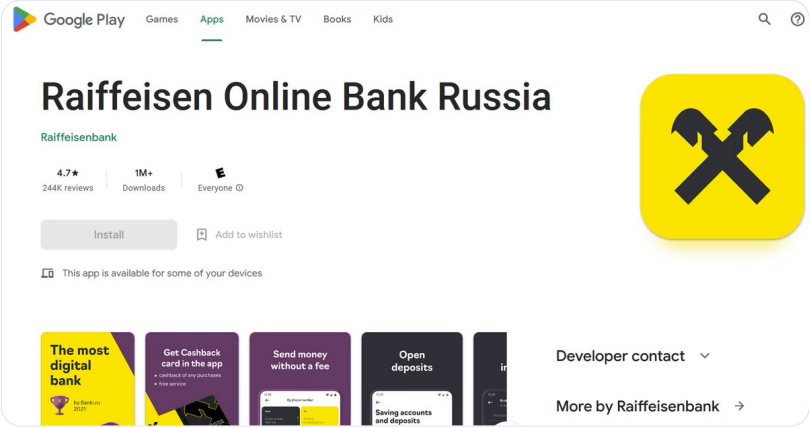 Google Play Games Apps Movies & TV Books Kids
Raiffeisen Online Bank Russia
Raiffeisenbank
4.7★ 1M+ E
244K reviews Downloads Everyone
Install Add to wishlist
This app is available for some of your devices
The most
digital
bank
by Banki.ru
2021
Get Cashback
card in the app
• cashback of any purchases
• free service
Send money
without a fee
By phone number
Open
deposits
Saving accounts
and deposits
in
Developer contact
More by Raiffeisenbank →